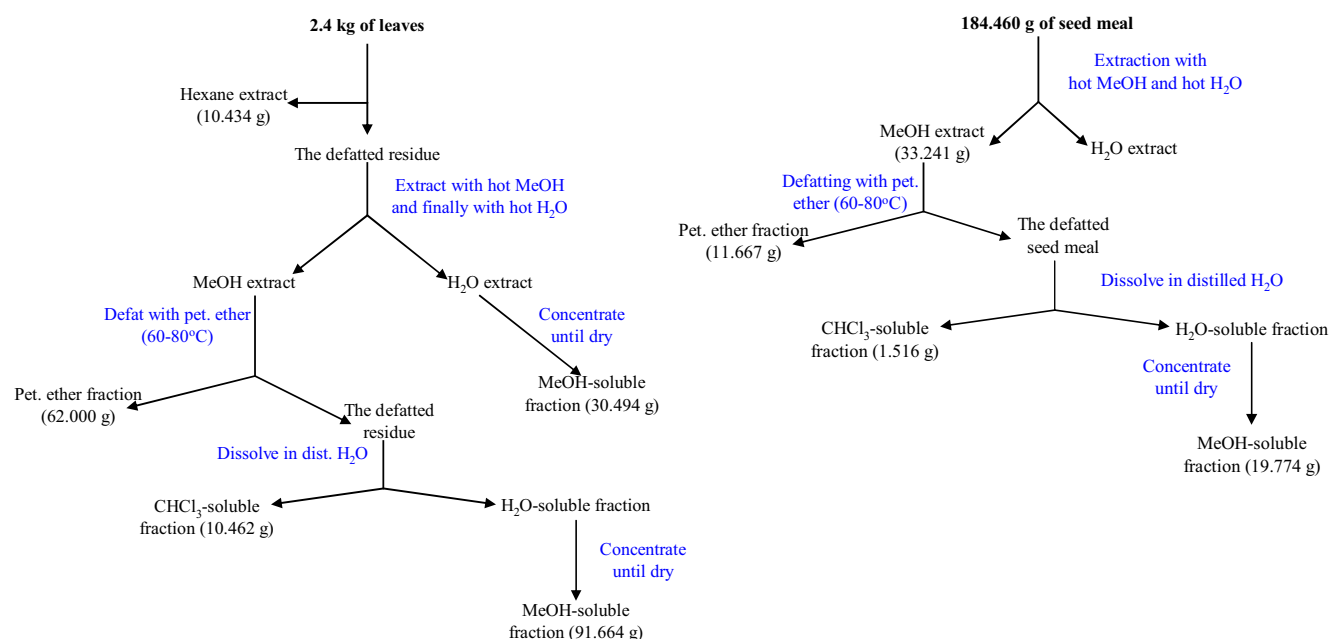 2.4 kg of leaves
Hexane extract
(10.434 g)
The defatted residue
Extract with hot MeOH
and finally with hot H₂O
MeOH extract
H₂O extract
Defat with pet. ether
(60-80°C)
Concentrate
until dry
Pet. ether fraction
(62.000 g)
MeOH-soluble
fraction (30.494 g)
The defatted
residue
Dissolve in dist. H₂O
CHCl₃-soluble
fraction (10.462 g)
H₂O-soluble fraction
Concentrate
until dry
MeOH-soluble
fraction (91.664 g)
184.460 g of seed meal
Extraction with
hot MeOH and hot H₂O
MeOH extract
(33.241 g)
H₂O extract
Defatting with pet.
ether (60-80°C)
Pet. ether fraction
(11.667 g)
The defatted
seed meal
Dissolve in distilled H₂O
CHCl₃-soluble
fraction (1.516 g)
H₂O-soluble fraction
Concentrate
until dry
MeOH-soluble
fraction (19.774 g)